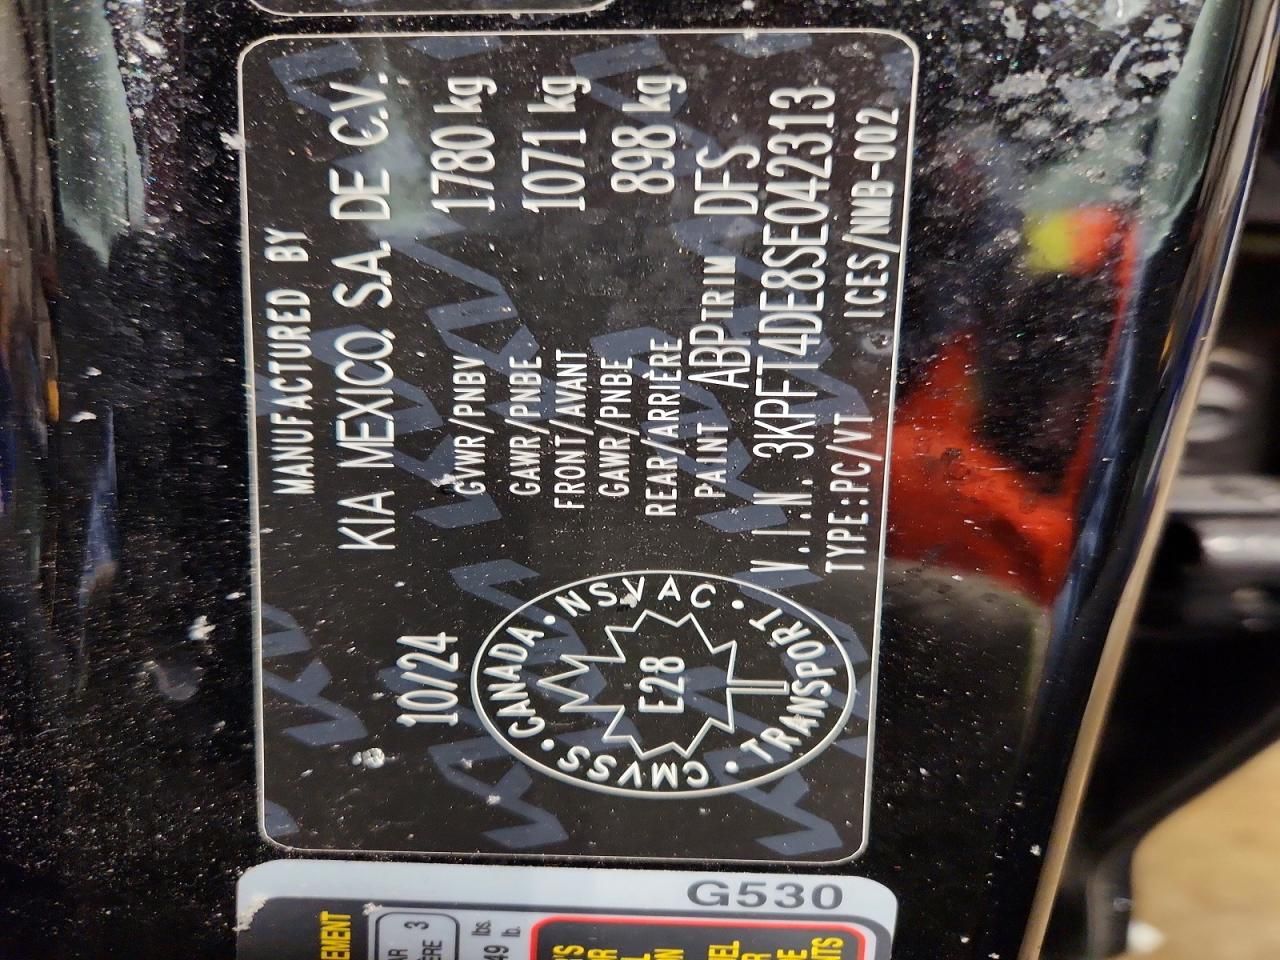 MANUFACTURED BY
KIA MEXICO, S.A. DE C.V.
10/24
GVWR/PNBV 1780 kg
GAWR/PNBE
FRONT/AVANT 1071 kg
GAWR/PNBE
REAR/ARRIÈRE 898 kg
PAINT ABP TRIM DFS
V.I.N. 3KPFT4DE8SE042313
TYPE:PC/VT ICES/NMB-002
CANADA · NSVAC · TRANSPORT · CMVSS ·
E28
G530